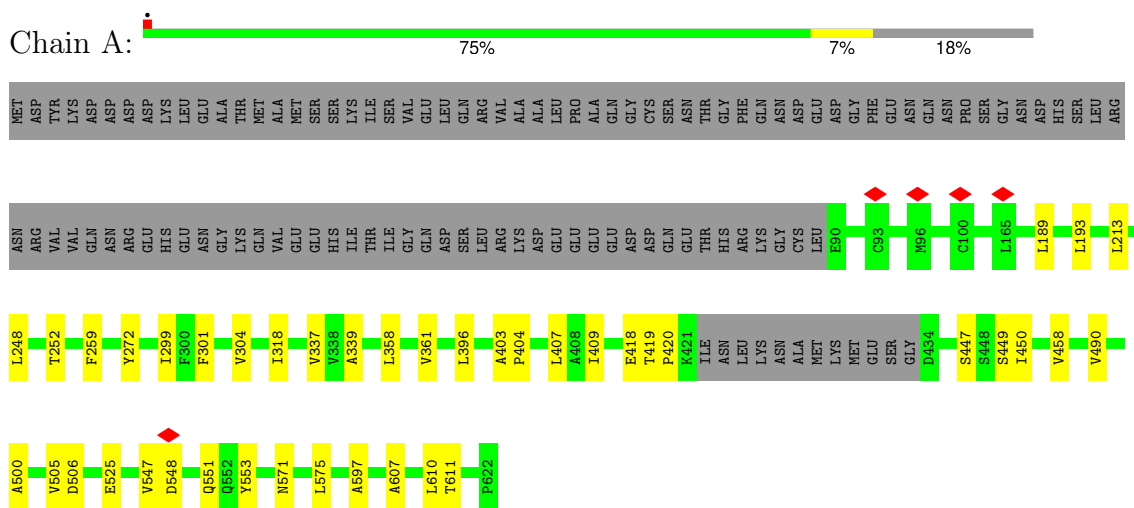 Chain A:
75% 7% 18%
MET ASP TYR LYS ASP ASP ASP ASP LYS LEU GLU ALA THR MET ALA MET SER SER LYS ILE SER VAL GLU LEU GLN ARG VAL ALA ALA LEU PRO ALA GLN GLY CYS SER ASN THR GLY PHE GLN ASN ASP GLU ASP GLY PHE GLU ASN GLN ASN PRO SER GLY ASN ASP HIS SER LEU ARG
ASN ARG VAL VAL GLN ASN ARG GLU HIS GLU ASN GLY LYS GLN VAL GLU GLU HIS ILE THR ILE GLY GLN ASP SER LEU ARG LYS ASP GLU GLU GLU GLU ASP ASP GLN GLU THR HIS ARG LYS GLY CYS LEU E90 C93 M96 C100 L165 L189 L193 L213
L248 T252 F259 Y272 I299 F300 F301 V304 I318 V337 V338 A339 L358 V361 L396 A403 P404 L407 A408 I409 E418 T419 P420 K421 ILE ASN LEU LYS ASN ALA MET LYS MET GLU SER GLY D434 S447 S448 S449 I450 V458 V490
A500 V505 D506 E525 V547 D548 Q551 Q552 Y553 N571 L575 A597 A607 L610 T611 P622